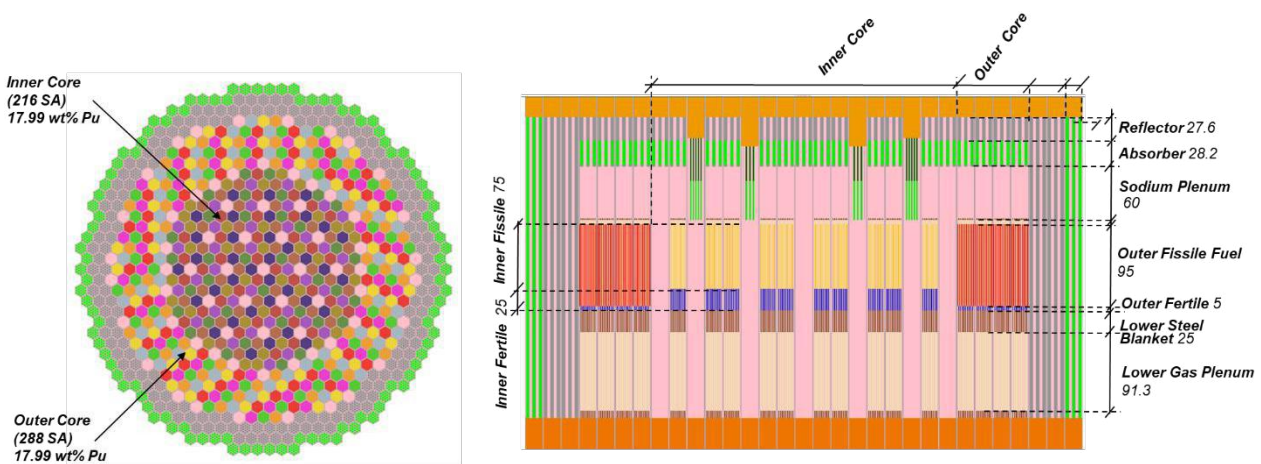 Inner Core
(216 SA)
17.99 wt% Pu
Outer Core
(288 SA)
17.99 wt% Pu
Inner Core
Outer Core
Inner Fissile 75
Inner Fertile 25
Reflector 27.6
Absorber 28.2
Sodium Plenum
60
Outer Fissile Fuel
95
Outer Fertile 5
Lower Steel
Blanket 25
Lower Gas Plenum
91.3